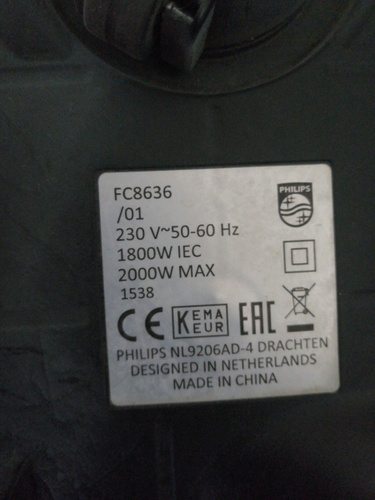 FC8636
PHILIPS
/01
230 V~50-60 Hz
1800W IEC
2000W MAX
1538
CE KEMA EUR EAC
PHILIPS NL9206AD-4 DRACHTEN
DESIGNED IN NETHERLANDS
MADE IN CHINA